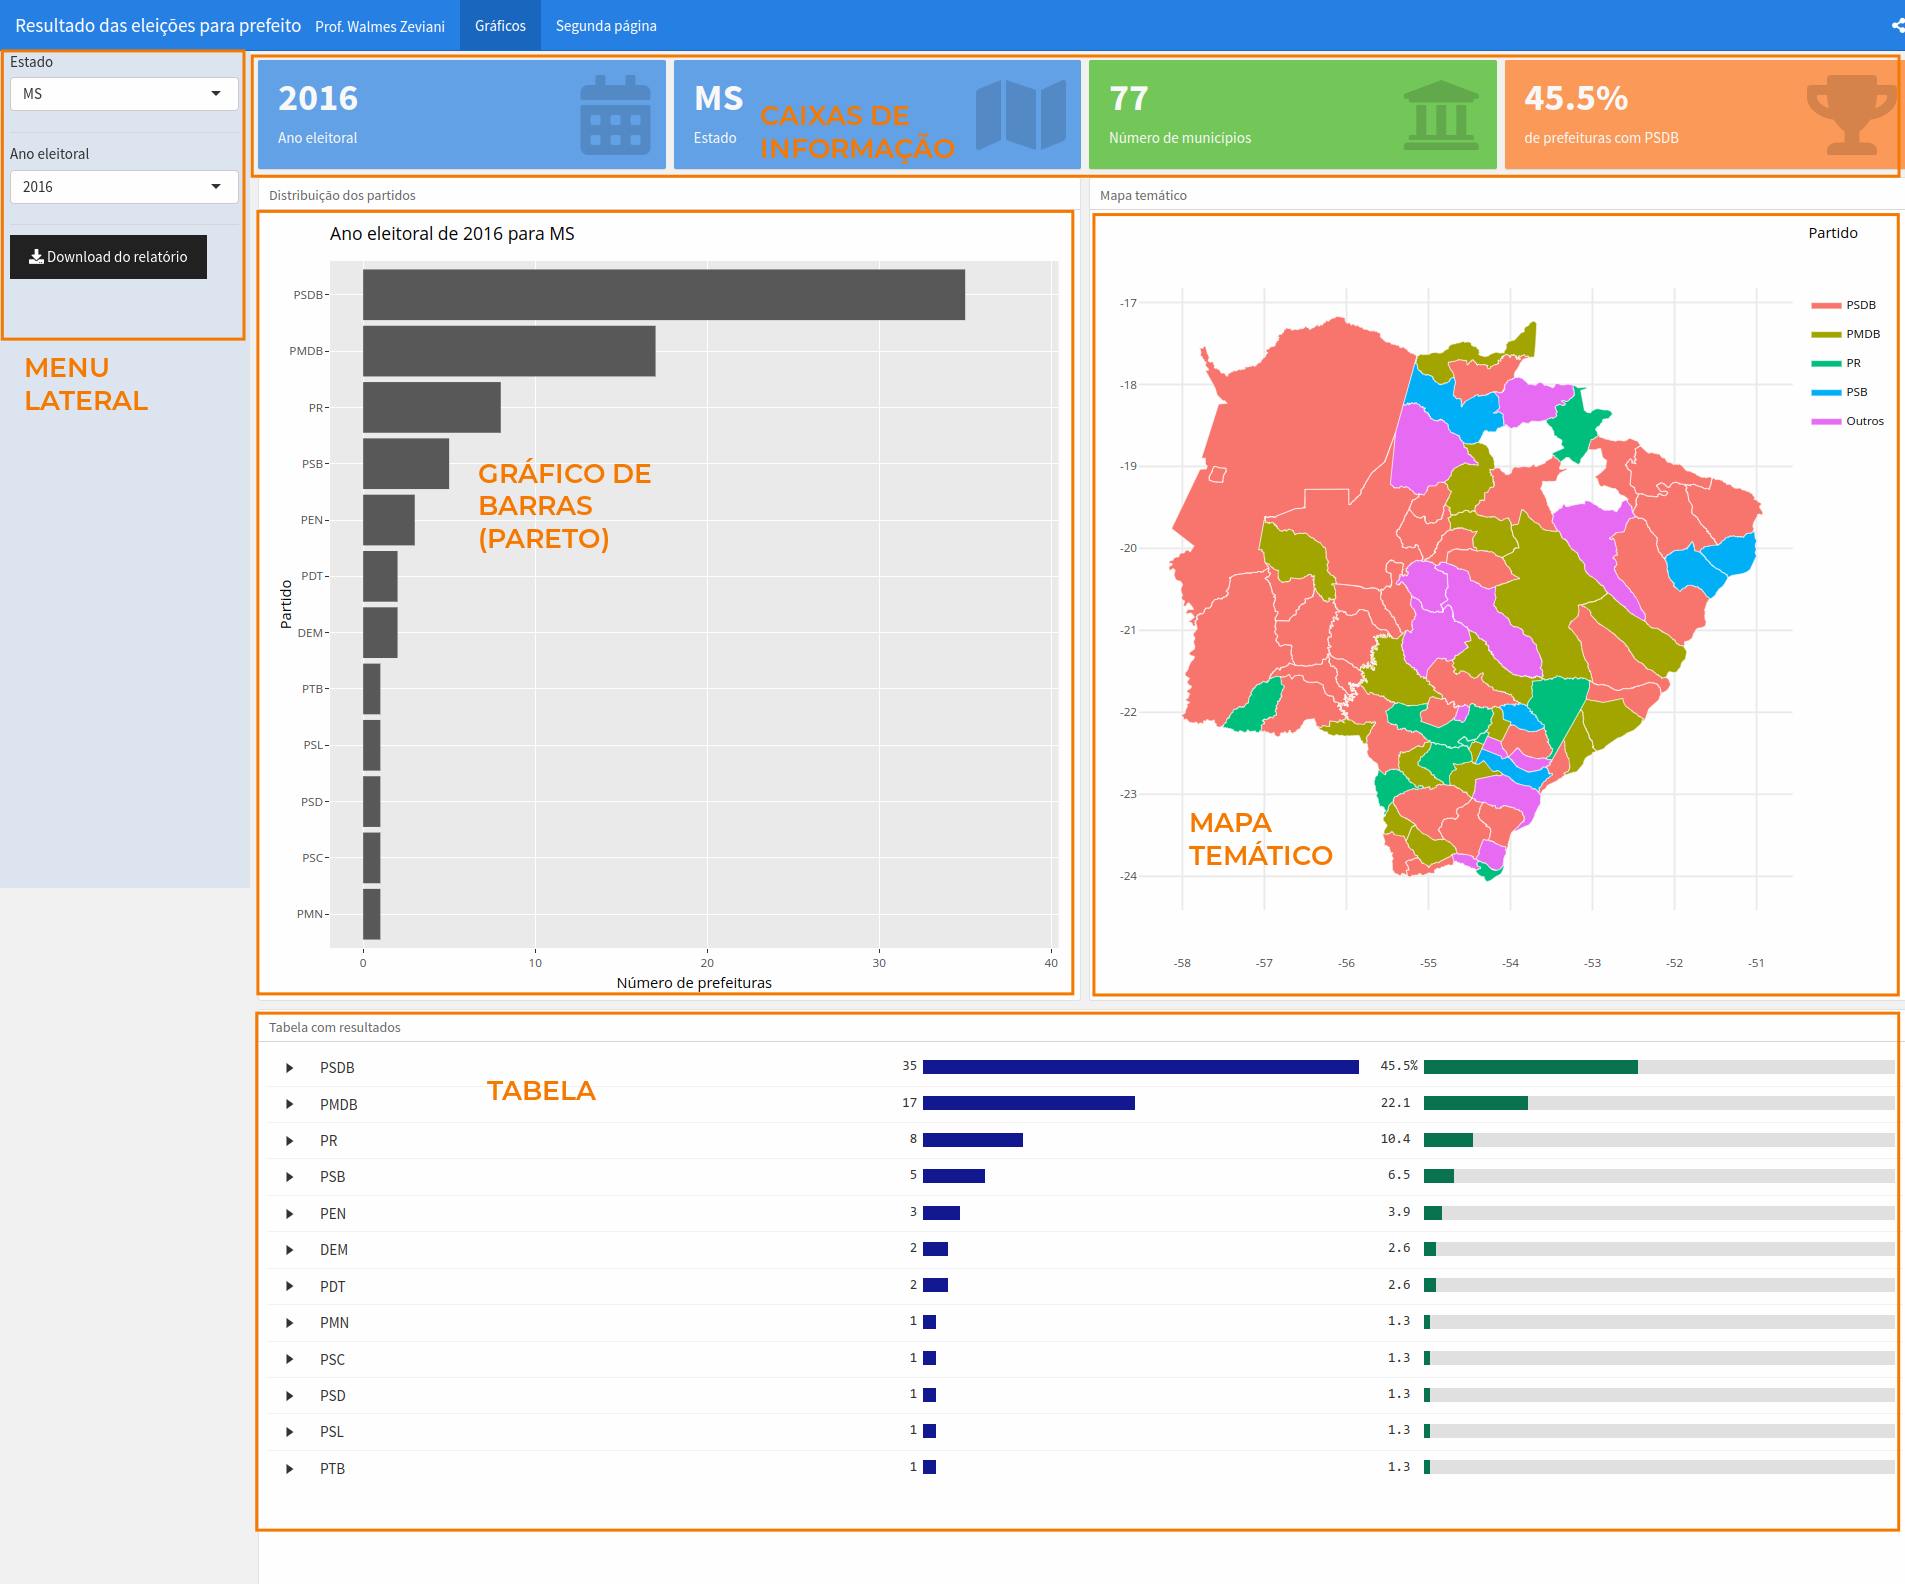 Resultado das eleições para prefeito Prof. Walmes Zeviani Gráficos Segunda página
Estado
MS
Ano eleitoral
2016
Download do relatório
MENU
LATERAL
2016
Ano eleitoral
MS
Estado
CAIXAS DE
INFORMAÇÃO
77
Número de municípios
45.5%
de prefeituras com PSDB
Distribuição dos partidos
Ano eleitoral de 2016 para MS
PSDB
PMDB
PR
PSB
PEN
PDT
DEM
PTB
PSL
PSD
PSC
PMN
Partido
GRÁFICO DE
BARRAS
(PARETO)
0 10 20 30 40
Número de prefeituras
Mapa temático
Partido
PSDB
PMDB
PR
PSB
Outros
-17
-18
-19
-20
-21
-22
-23
-24
MAPA
TEMÁTICO
-58 -57 -56 -55 -54 -53 -52 -51
Tabela com resultados
TABELA
PSDB 35 45.5%
PMDB 17 22.1
PR 8 10.4
PSB 5 6.5
PEN 3 3.9
DEM 2 2.6
PDT 2 2.6
PMN 1 1.3
PSC 1 1.3
PSD 1 1.3
PSL 1 1.3
PTB 1 1.3